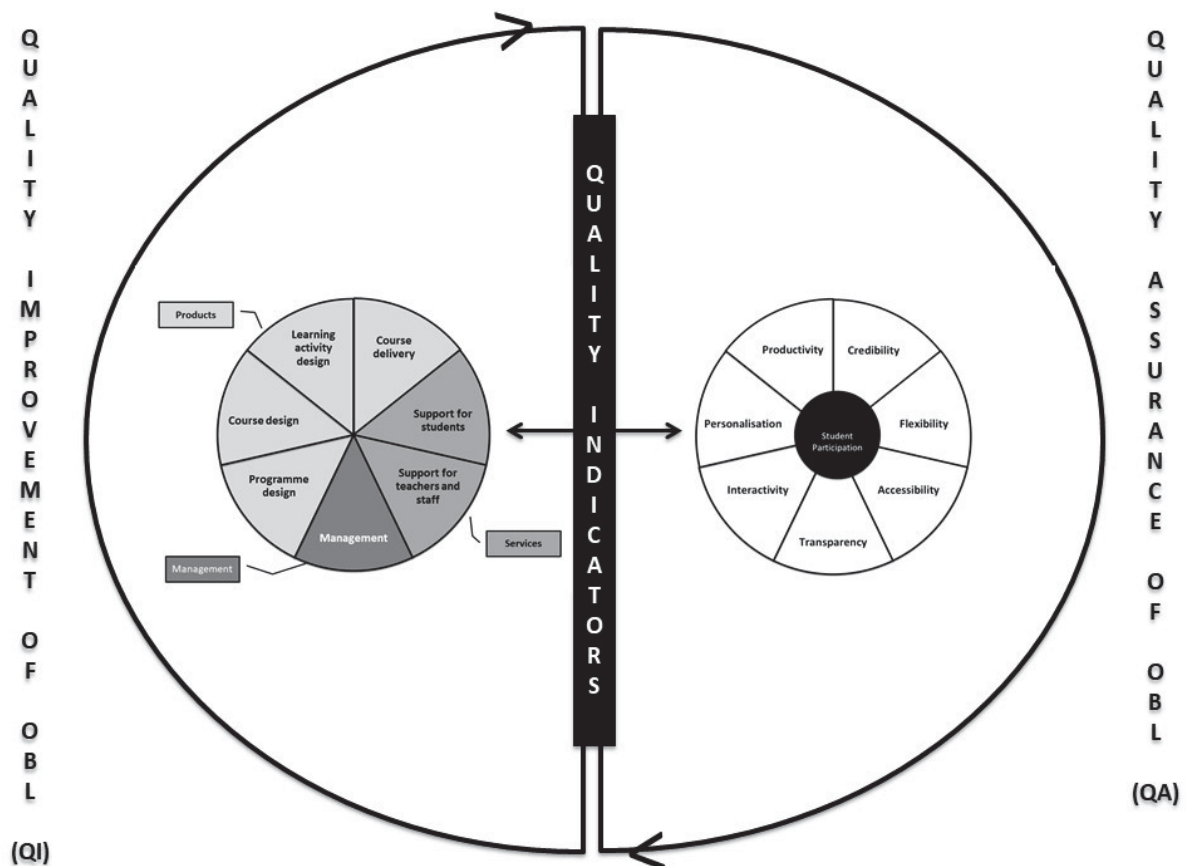 QUALITY IMPROVEMENT OF OBL
(QI)
Products
Learning
activity
design
Course
delivery
Course design
Support for
students
Programme
design
Support for
teachers and
staff
Management
Services
Management
QUALITY INDICATORS
Productivity
Credibility
Personalisation
Flexibility
Student
Participation
Interactivity
Accessibility
Transparency
QUALITY ASSURANCE OF OBL
(QA)